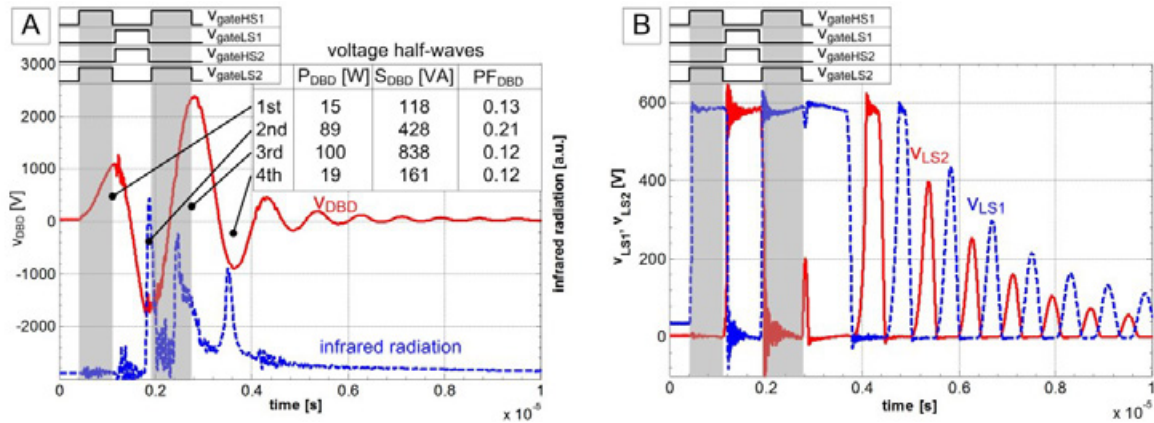 A
VgateHS1
VgateLS1
VgateHS2
VgateLS2
voltage half-waves
PDBD [W] SDBD [VA] PFDBD
1st 15 118 0.13
2nd 89 428 0.21
3rd 100 838 0.12
4th 19 161 0.12
3000
2000
1000
0
-1000
-2000
vDBD [V]
VDBD
infrared radiation
infrared radiation [a.u.]
0 0.2 0.4 0.6 0.8 1
time [s]
x 10-5
B
VgateHS1
VgateLS1
VgateHS2
VgateLS2
600
400
200
0
vLS1, vLS2 [V]
VLS2
VLS1
0 0.2 0.4 0.6 0.8 1
time [s]
x 10-5